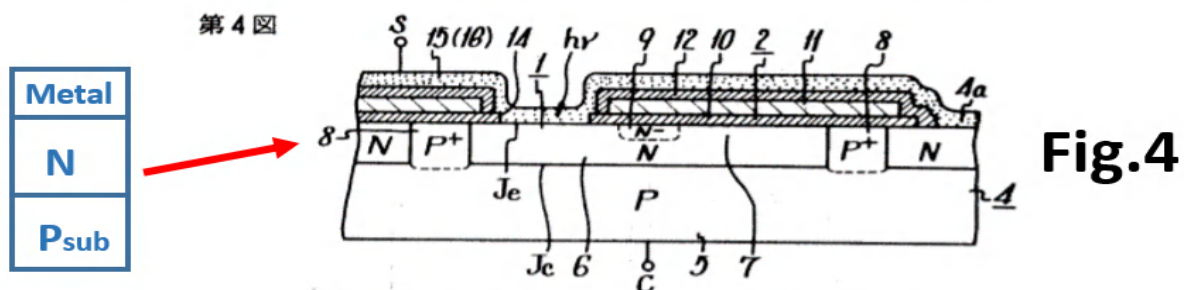 第4図
S
15(16) 14 hν 9 12 10 2 11 8
1
4a
Metal
N
Psub
8 N P+ N- N P+ N
Je
P
4
Jc 6 C 5 7
Fig.4